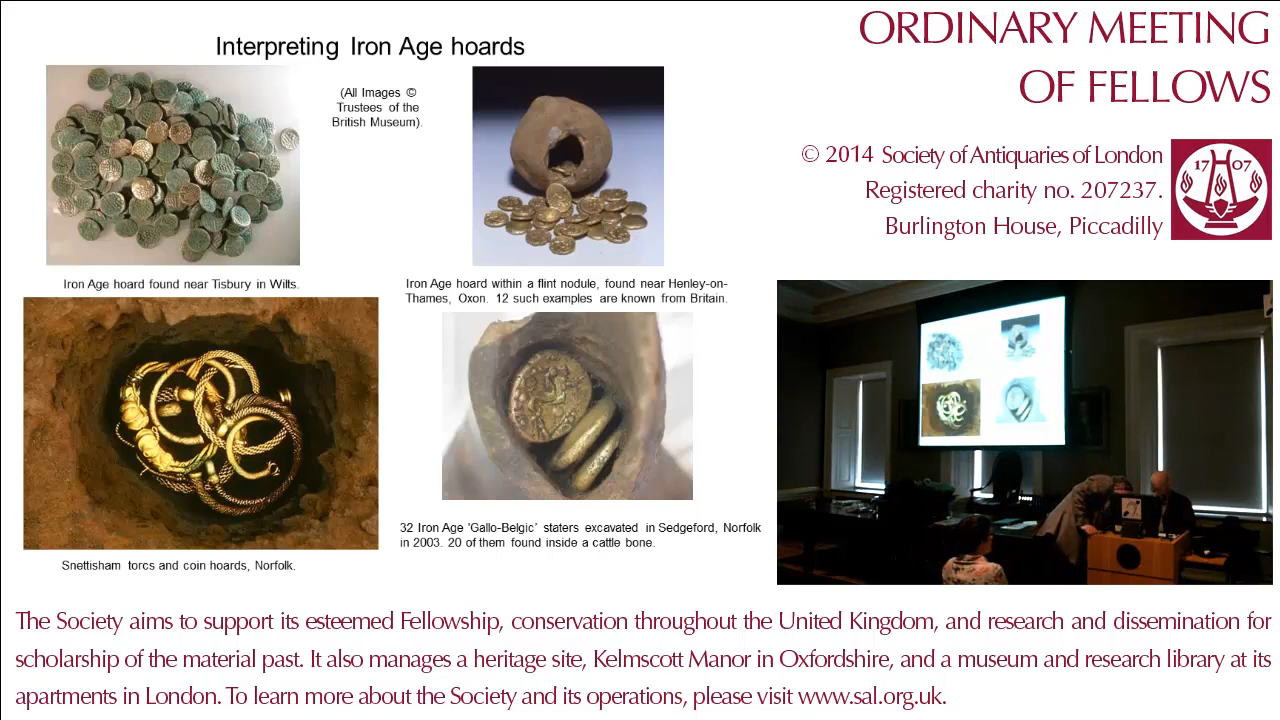 Interpreting Iron Age hoards
(All Images ©
Trustees of the
British Museum).
Iron Age hoard found near Tisbury in Wilts.
Iron Age hoard within a flint nodule, found near Henley-on-
Thames, Oxon. 12 such examples are known from Britain.
Snettisham torcs and coin hoards, Norfolk.
32 Iron Age 'Gallo-Belgic' staters excavated in Sedgeford, Norfolk
in 2003. 20 of them found inside a cattle bone.
ORDINARY MEETING
OF FELLOWS
© 2014 Society of Antiquaries of London
Registered charity no. 207237.
Burlington House, Piccadilly
17 07
The Society aims to support its esteemed Fellowship, conservation throughout the United Kingdom, and research and dissemination for
scholarship of the material past. It also manages a heritage site, Kelmscott Manor in Oxfordshire, and a museum and research library at its
apartments in London. To learn more about the Society and its operations, please visit www.sal.org.uk.